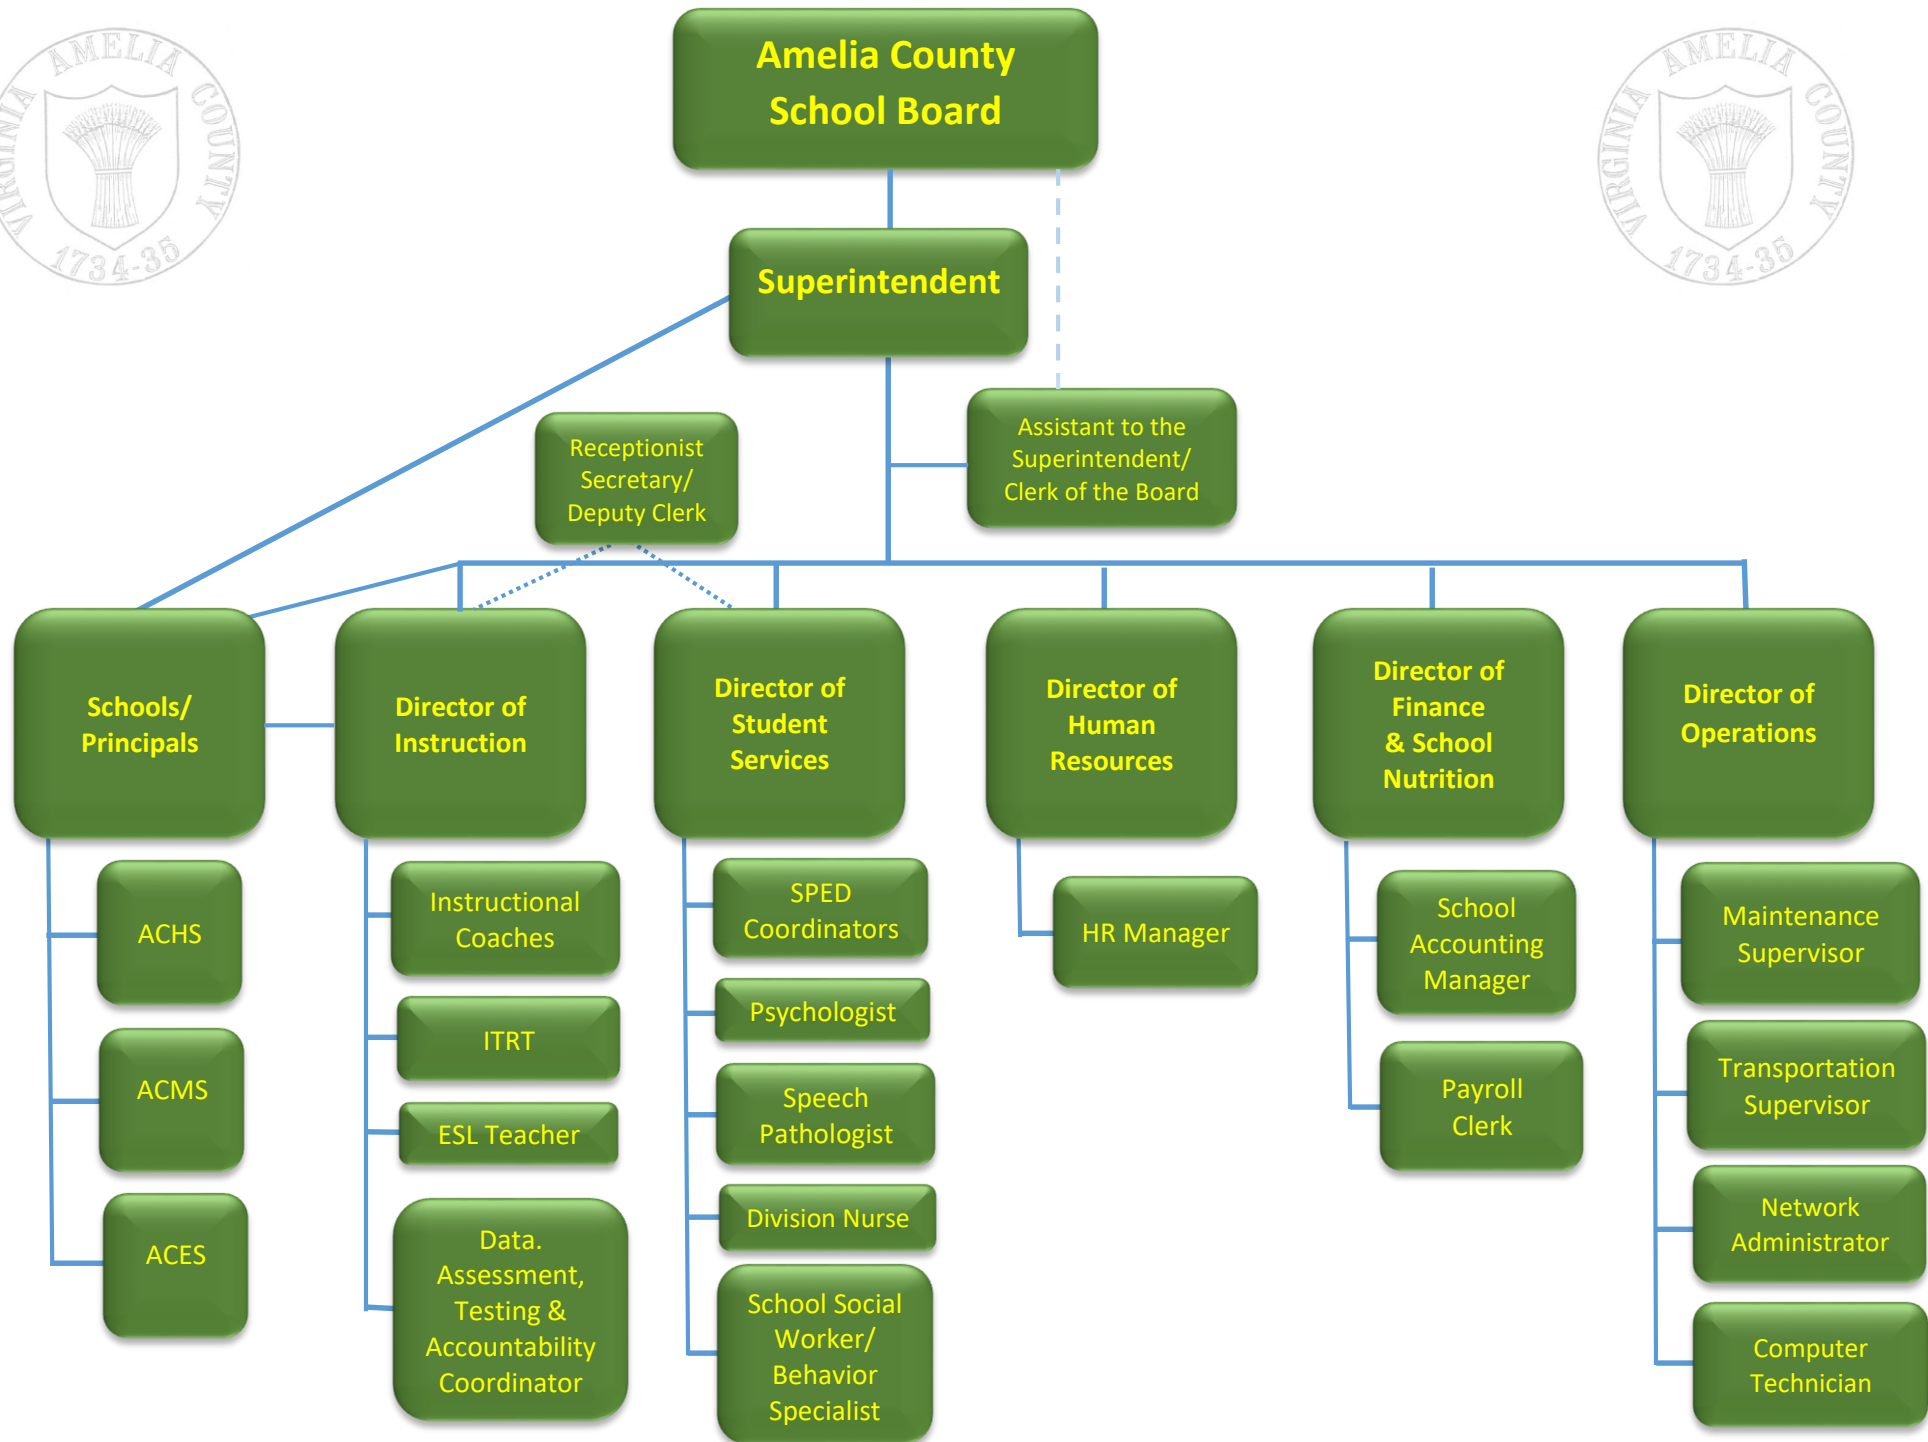 AMELIA COUNTY
VIRGINIA
1734-35
Amelia County
School Board
AMELIA COUNTY
VIRGINIA
1734-35
Superintendent
Receptionist
Secretary/
Deputy Clerk
Assistant to the
Superintendent/
Clerk of the Board
Schools/
Principals
Director of
Instruction
Director of
Student
Services
Director of
Human
Resources
Director of
Finance
& School
Nutrition
Director of
Operations
ACHS
ACMS
ACES
Instructional
Coaches
ITRT
ESL Teacher
Data.
Assessment,
Testing &
Accountability
Coordinator
SPED
Coordinators
Psychologist
Speech
Pathologist
Division Nurse
School Social
Worker/
Behavior
Specialist
HR Manager
School
Accounting
Manager
Payroll
Clerk
Maintenance
Supervisor
Transportation
Supervisor
Network
Administrator
Computer
Technician